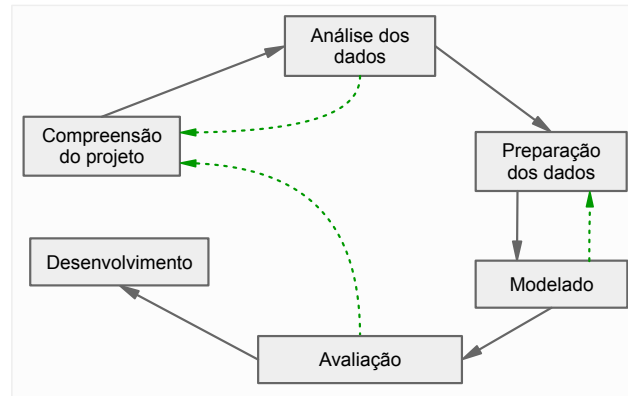 Análise dos
dados
Compreensão
do projeto
Preparação
dos dados
Desenvolvimento
Modelado
Avaliação